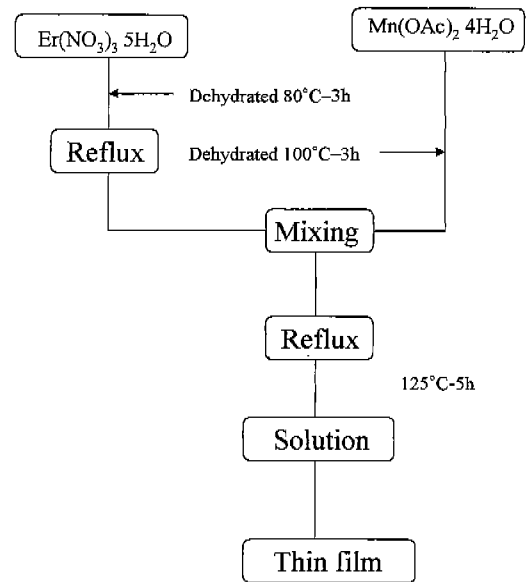 Er(NO₃)₃ 5H₂O
Mn(OAc)₂ 4H₂O
Dehydrated 80°C–3h
Reflux
Dehydrated 100°C–3h
Mixing
Reflux
125°C-5h
Solution
Thin film